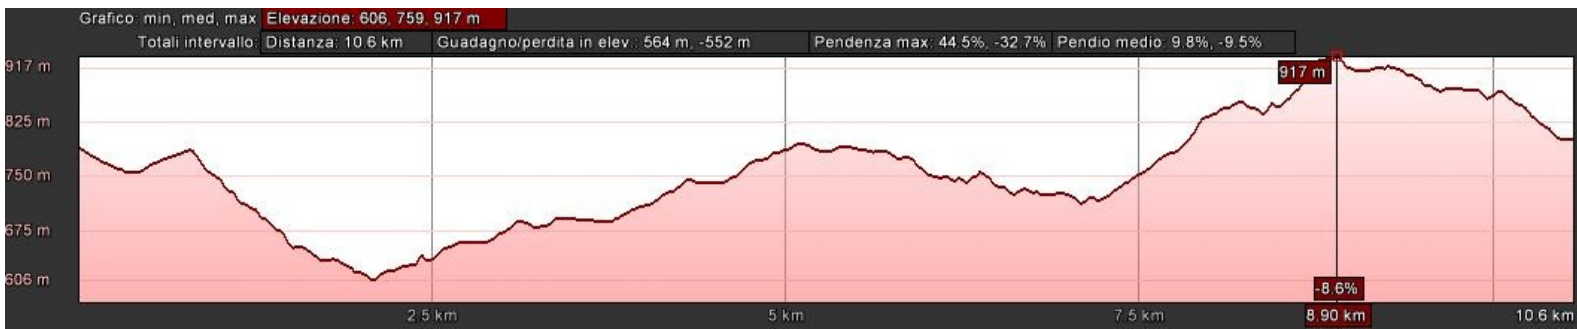 Grafico: min, med, max Elevazione: 606, 759, 917 m
Totali intervallo: Distanza: 10.6 km Guadagno/perdita in elev.: 564 m, -552 m Pendenza max: 44.5%, -32.7% Pendio medio: 9.8%, -9.5%
917 m
917 m
825 m
750 m
675 m
606 m
-8.6%
2.5 km 5 km 7.5 km 8.90 km 10.6 km